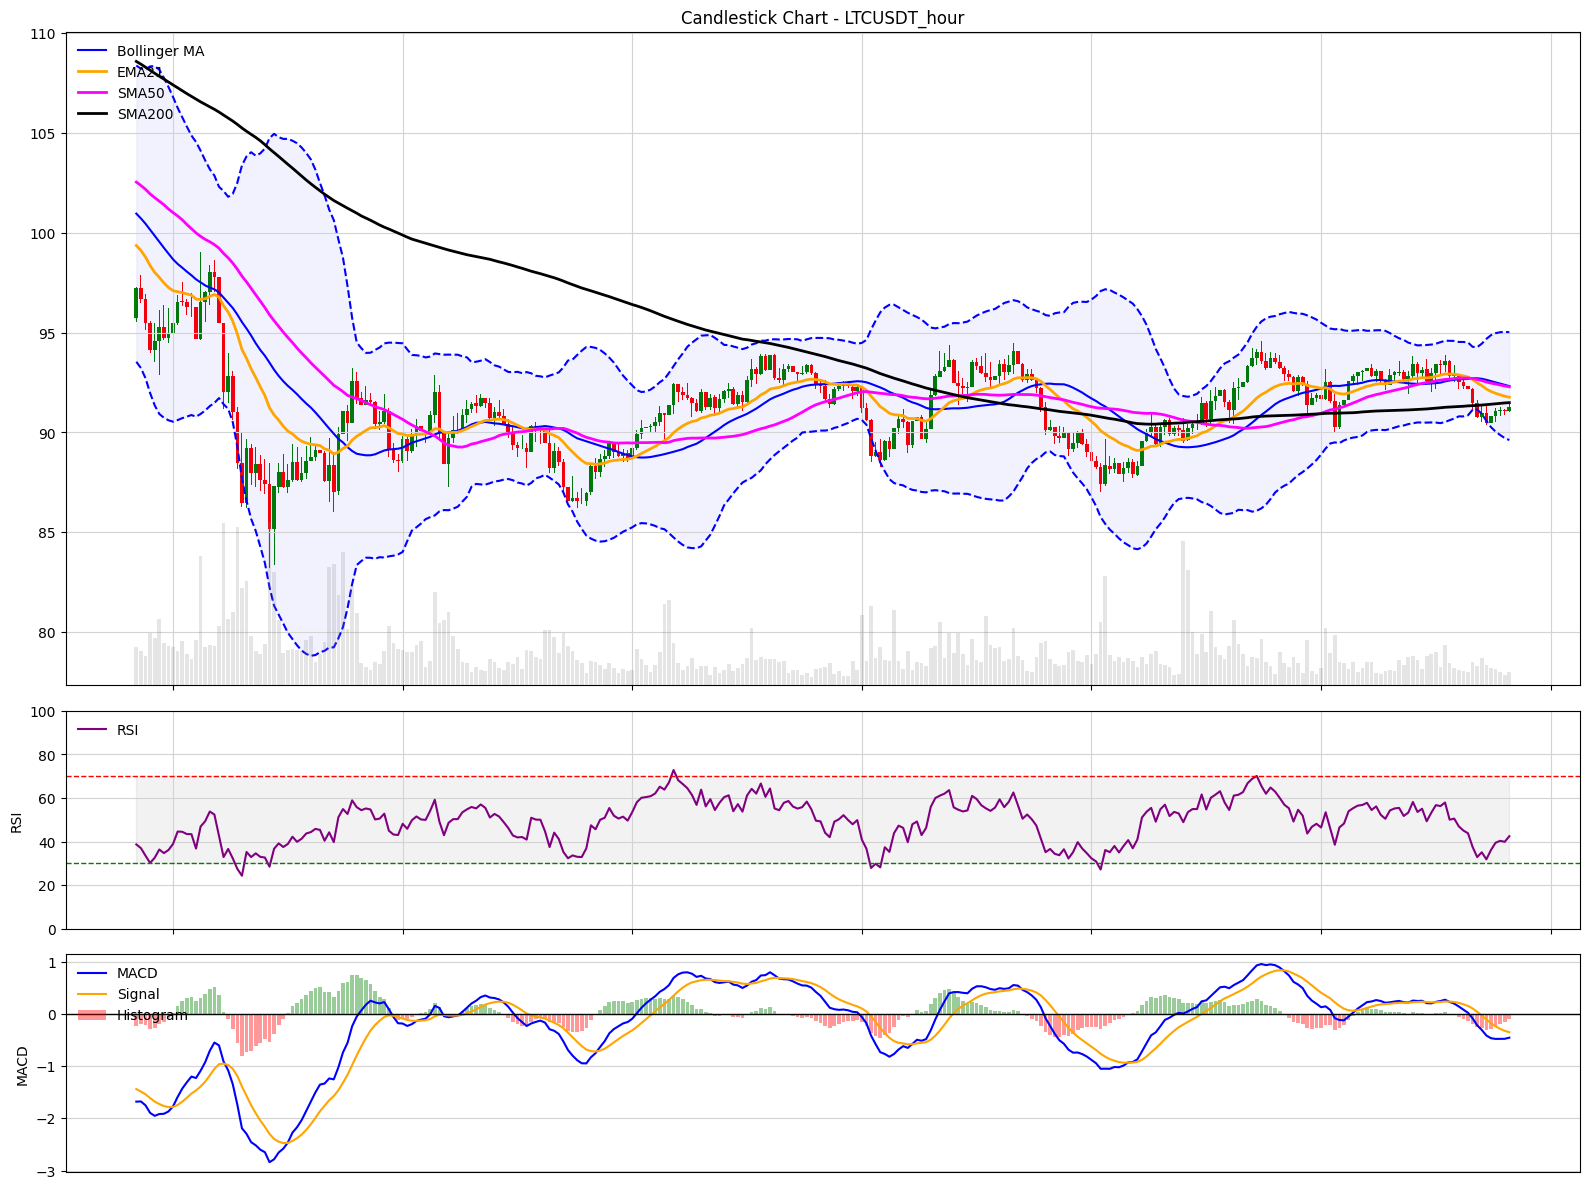 Candlestick Chart - LTCUSDT_hour
110
105
100
95
90
85
80
Bollinger MA
EMA21
SMA50
SMA200
100
80
60
40
20
0
RSI
RSI
1
0
−1
−2
−3
MACD
MACD
Signal
Histogram